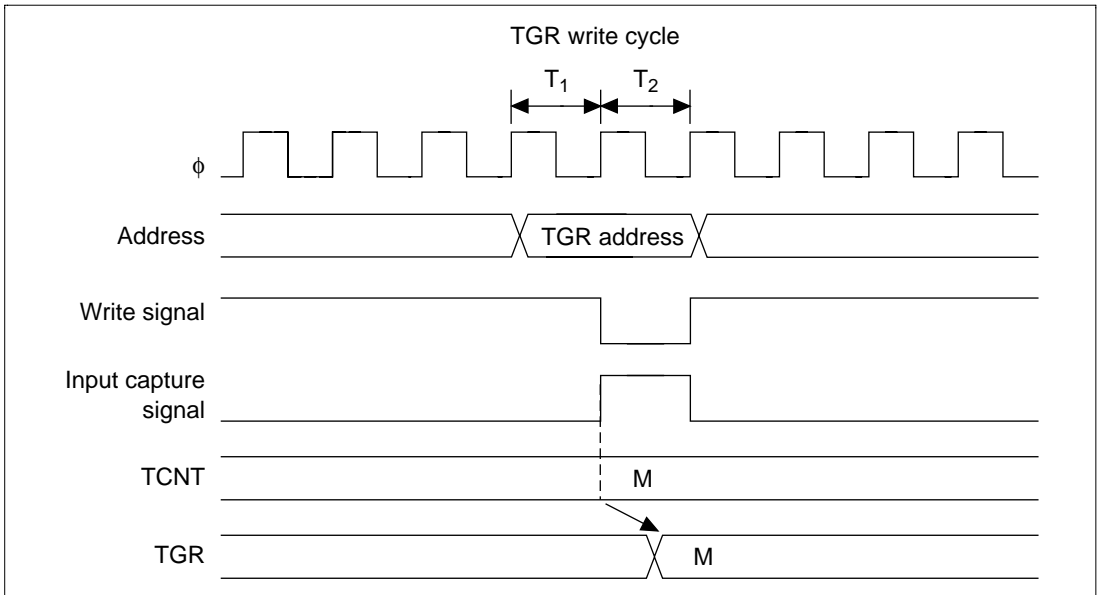 TGR write cycle
T1 T2
ϕ
Address TGR address
Write signal
Input capture
signal
TCNT M
TGR M